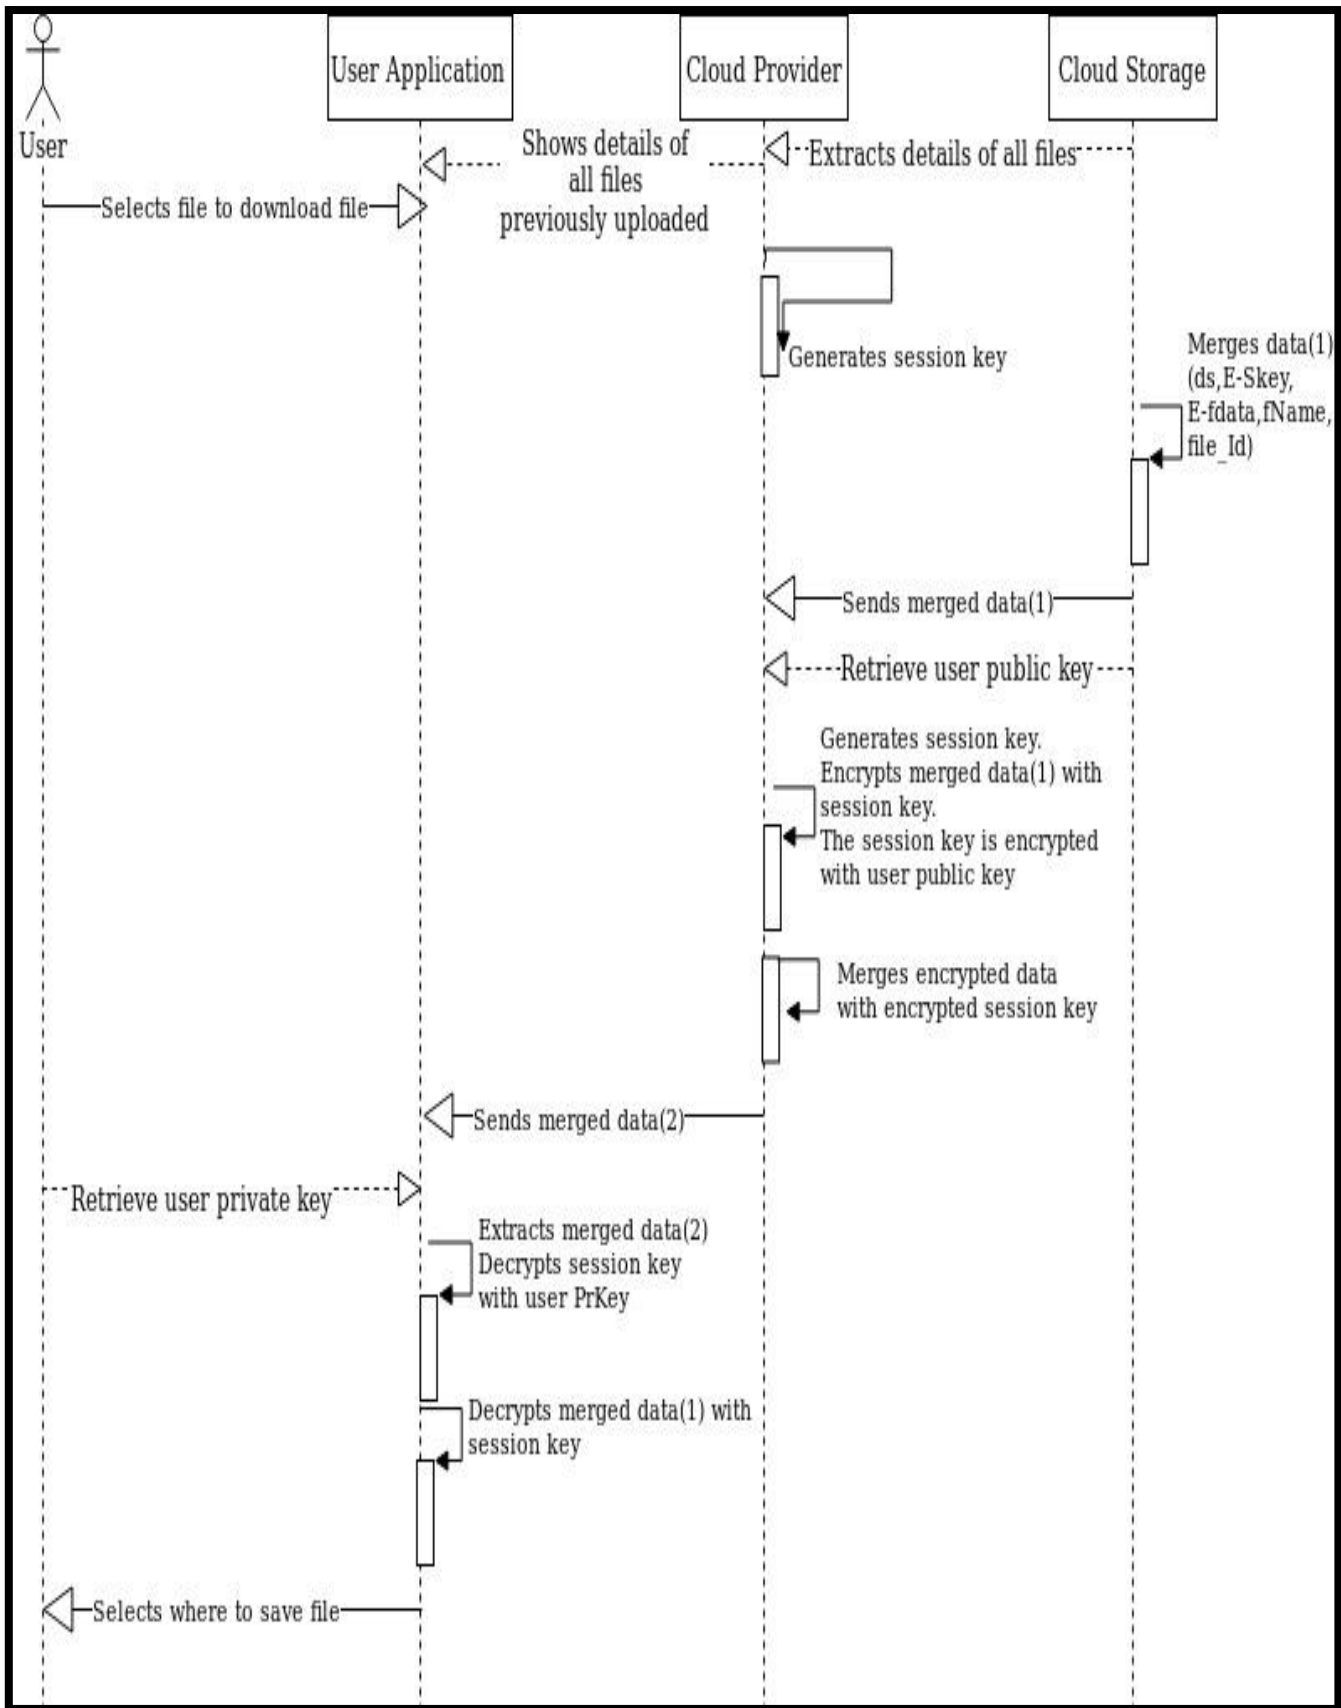 User Application
Cloud Provider
Cloud Storage
User
Shows details of
all files
previously uploaded
Extracts details of all files
Selects file to download file
Generates session key
Merges data(1)
(ds,E-Skey,
E-fdata,fName,
file_Id)
Sends merged data(1)
Retrieve user public key
Generates session key.
Encrypts merged data(1) with
session key.
The session key is encrypted
with user public key
Merges encrypted data
with encrypted session key
Sends merged data(2)
Retrieve user private key
Extracts merged data(2)
Decrypts session key
with user PrKey
Decrypts merged data(1) with
session key
Selects where to save file